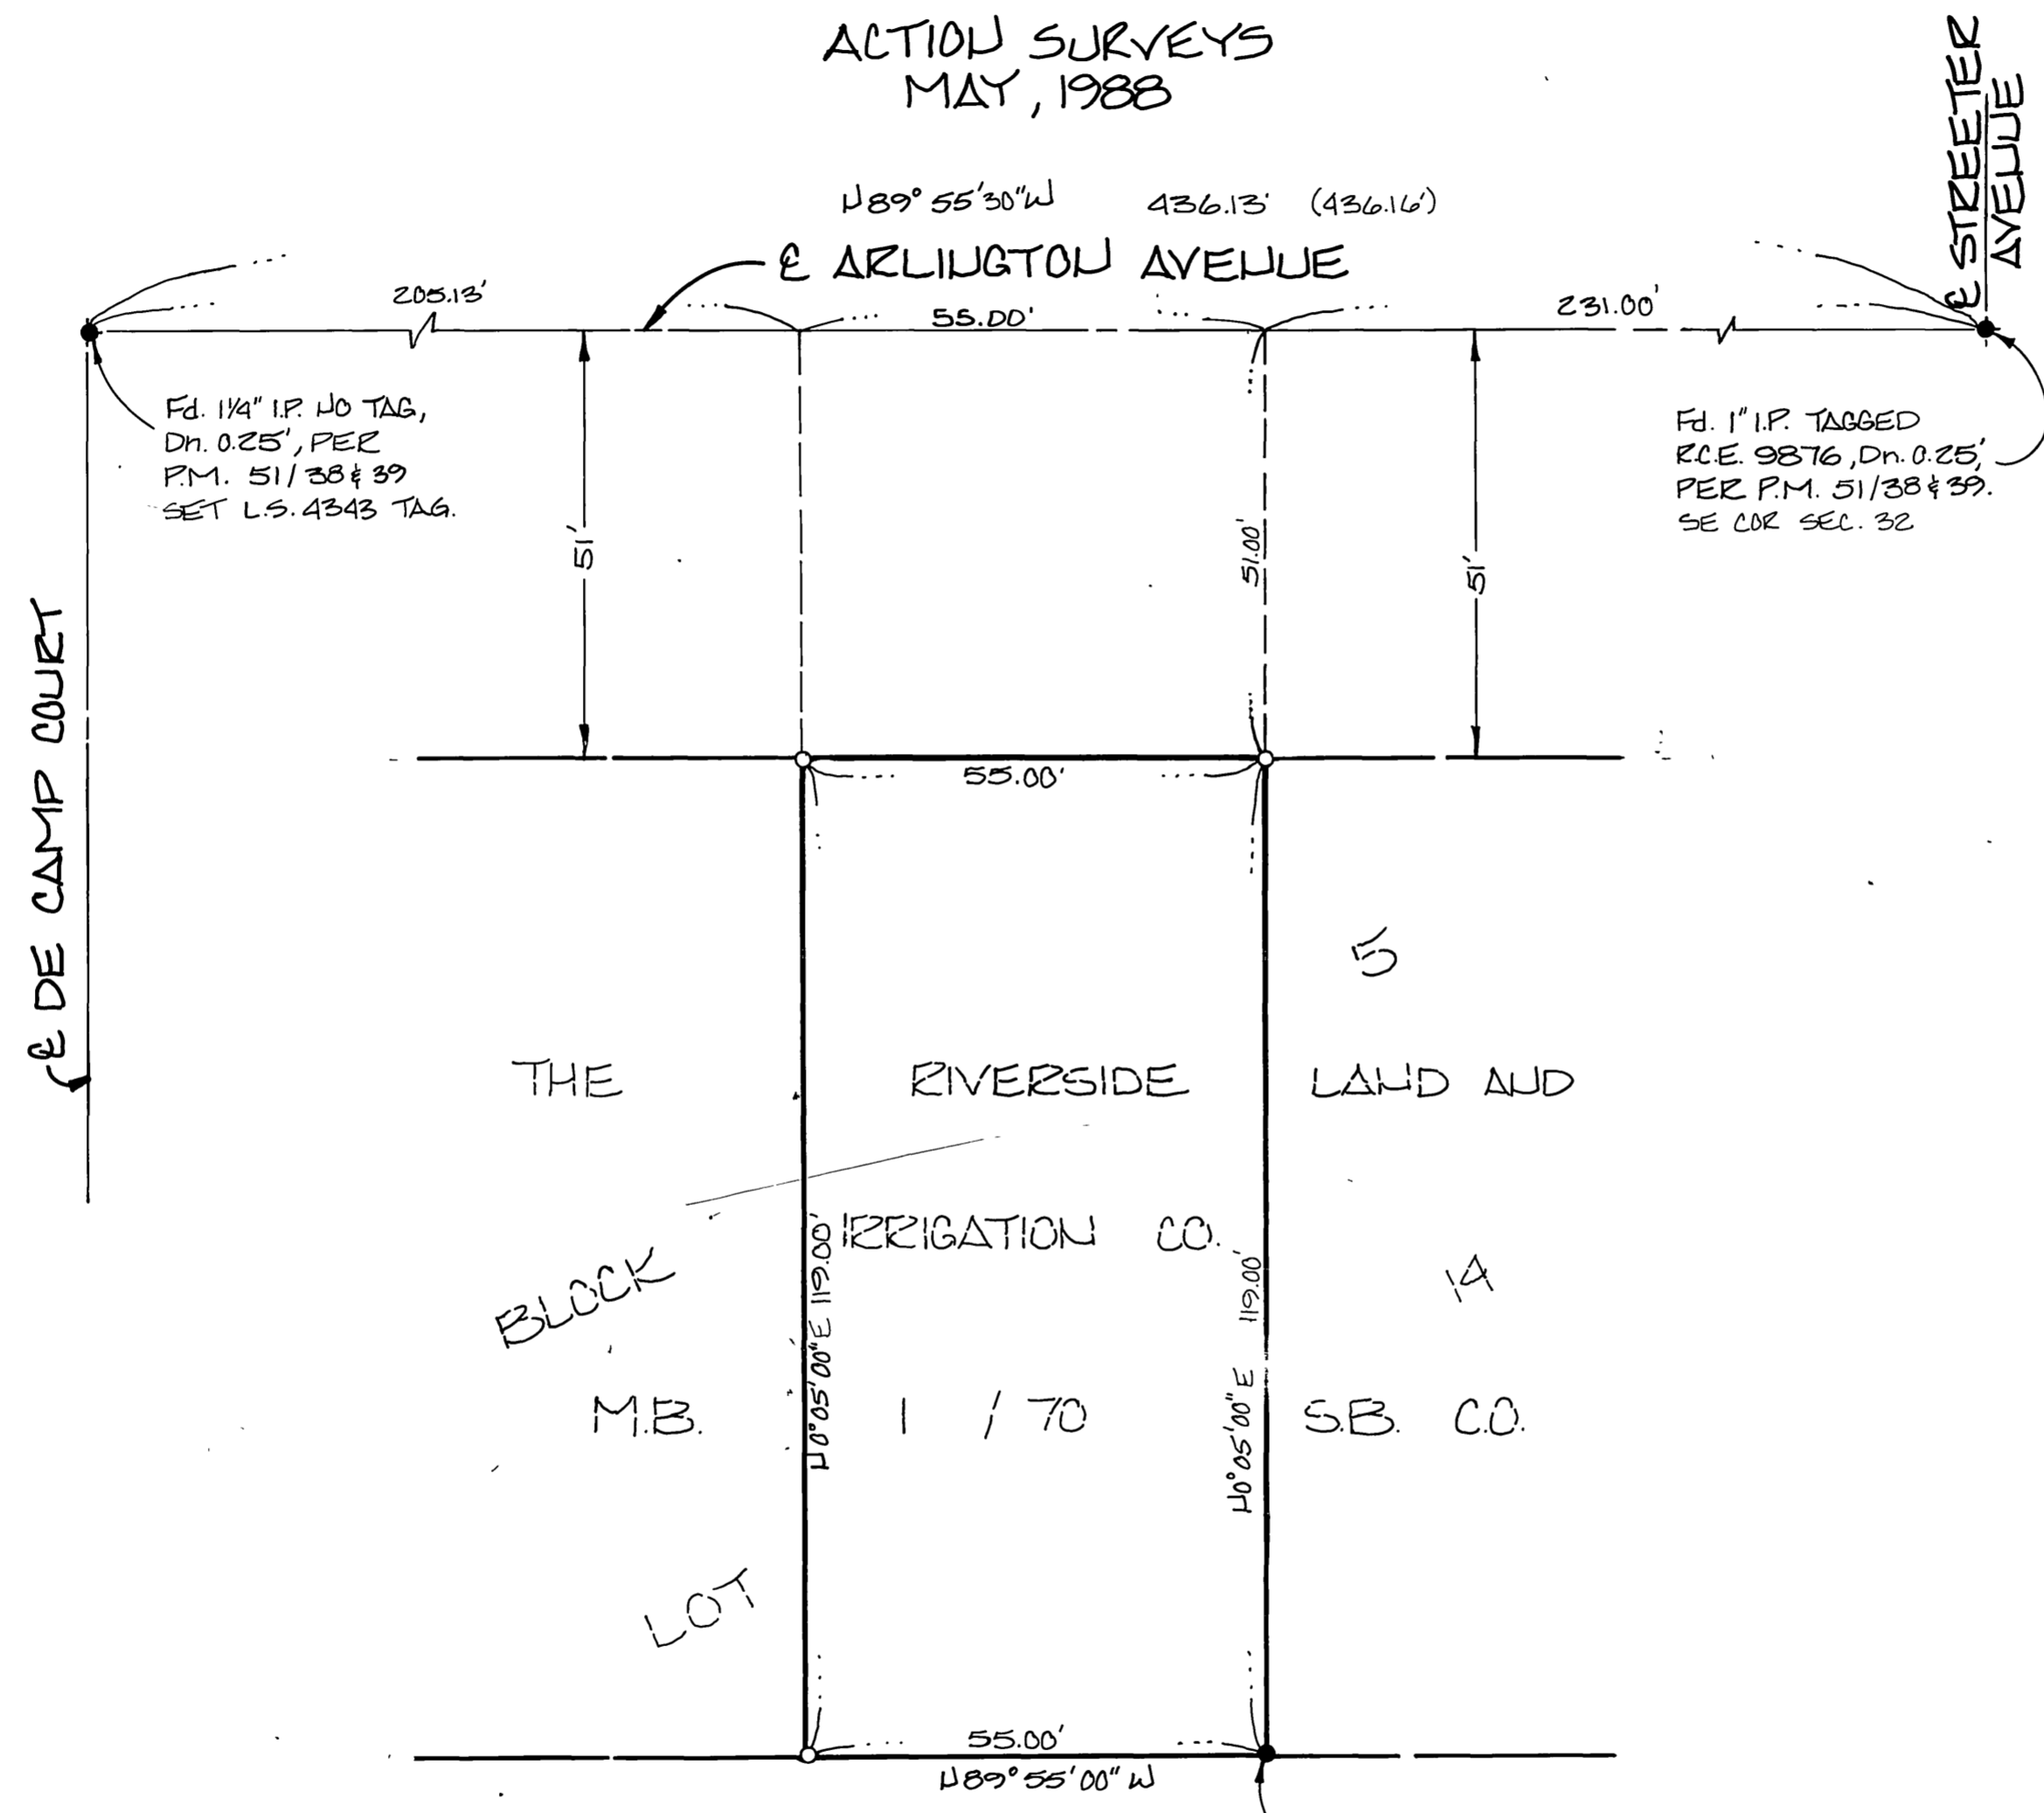 ACTION SURVEYS
MAY, 1988
℄ STREETER
AVENUE
N89°55'30"W 436.13' (436.16')
℄ ARLINGTON AVENUE
205.13'
55.00'
231.00'
Fd. 1 1/4" I.P. NO TAG,
Dn. 0.25', PER
P.M. 51/38 & 39
SET L.S. 4343 TAG.
Fd. 1" I.P. TAGGED
R.C.E. 9876, Dn. 0.25',
PER P.M. 51/38 & 39.
SE COR SEC. 32
51'
51.00'
51'
℄ DE CAMP COURT
55.00'
5
THE RIVERSIDE LAND AND
IRRIGATION CO.
BLOCK
14
N0°05'00"E 119.00'
N0°05'00"E 119.00'
M.B. 1 / 70 S.B. CO.
LOT
55.00'
N89°55'00"W